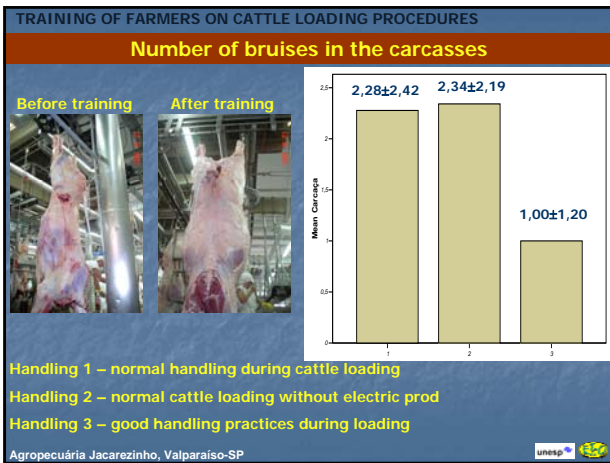 TRAINING OF FARMERS ON CATTLE LOADING PROCEDURES
Number of bruises in the carcasses
Before training
After training
Mean Carcaça
2,5
2
1,5
1
0,5
0
2,28±2,42
2,34±2,19
1,00±1,20
1
2
3
Handling 1 – normal handling during cattle loading
Handling 2 – normal cattle loading without electric prod
Handling 3 – good handling practices during loading
Agropecuária Jacarezinho, Valparaíso-SP
unesp